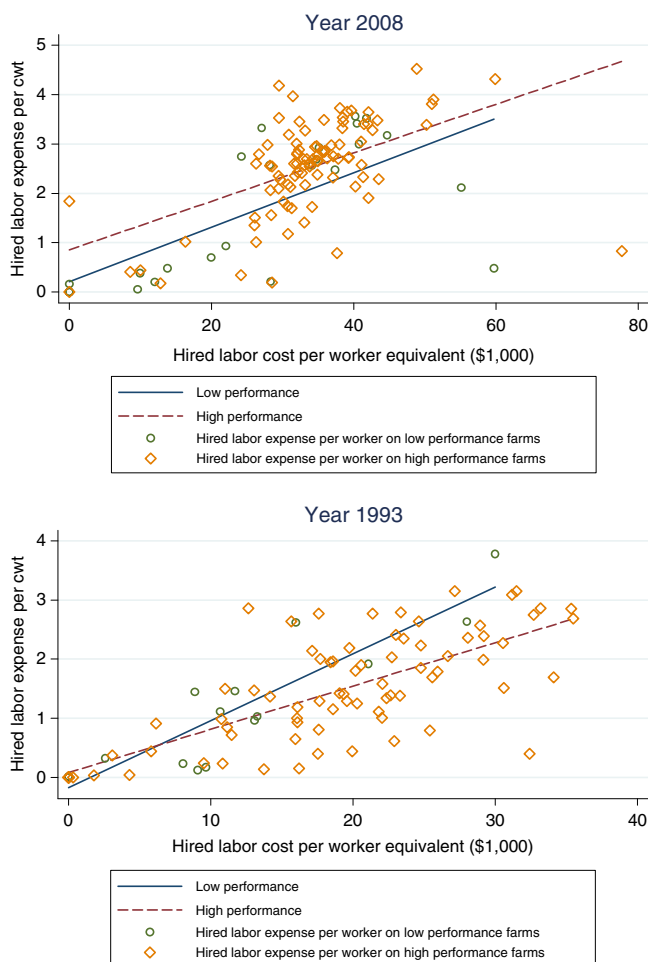 Year 2008
Hired labor expense per cwt
5
4
3
2
1
0
0 20 40 60 80
Hired labor cost per worker equivalent ($1,000)
Low performance
High performance
Hired labor expense per worker on low performance farms
Hired labor expense per worker on high performance farms
Year 1993
Hired labor expense per cwt
4
3
2
1
0
0 10 20 30 40
Hired labor cost per worker equivalent ($1,000)
Low performance
High performance
Hired labor expense per worker on low performance farms
Hired labor expense per worker on high performance farms